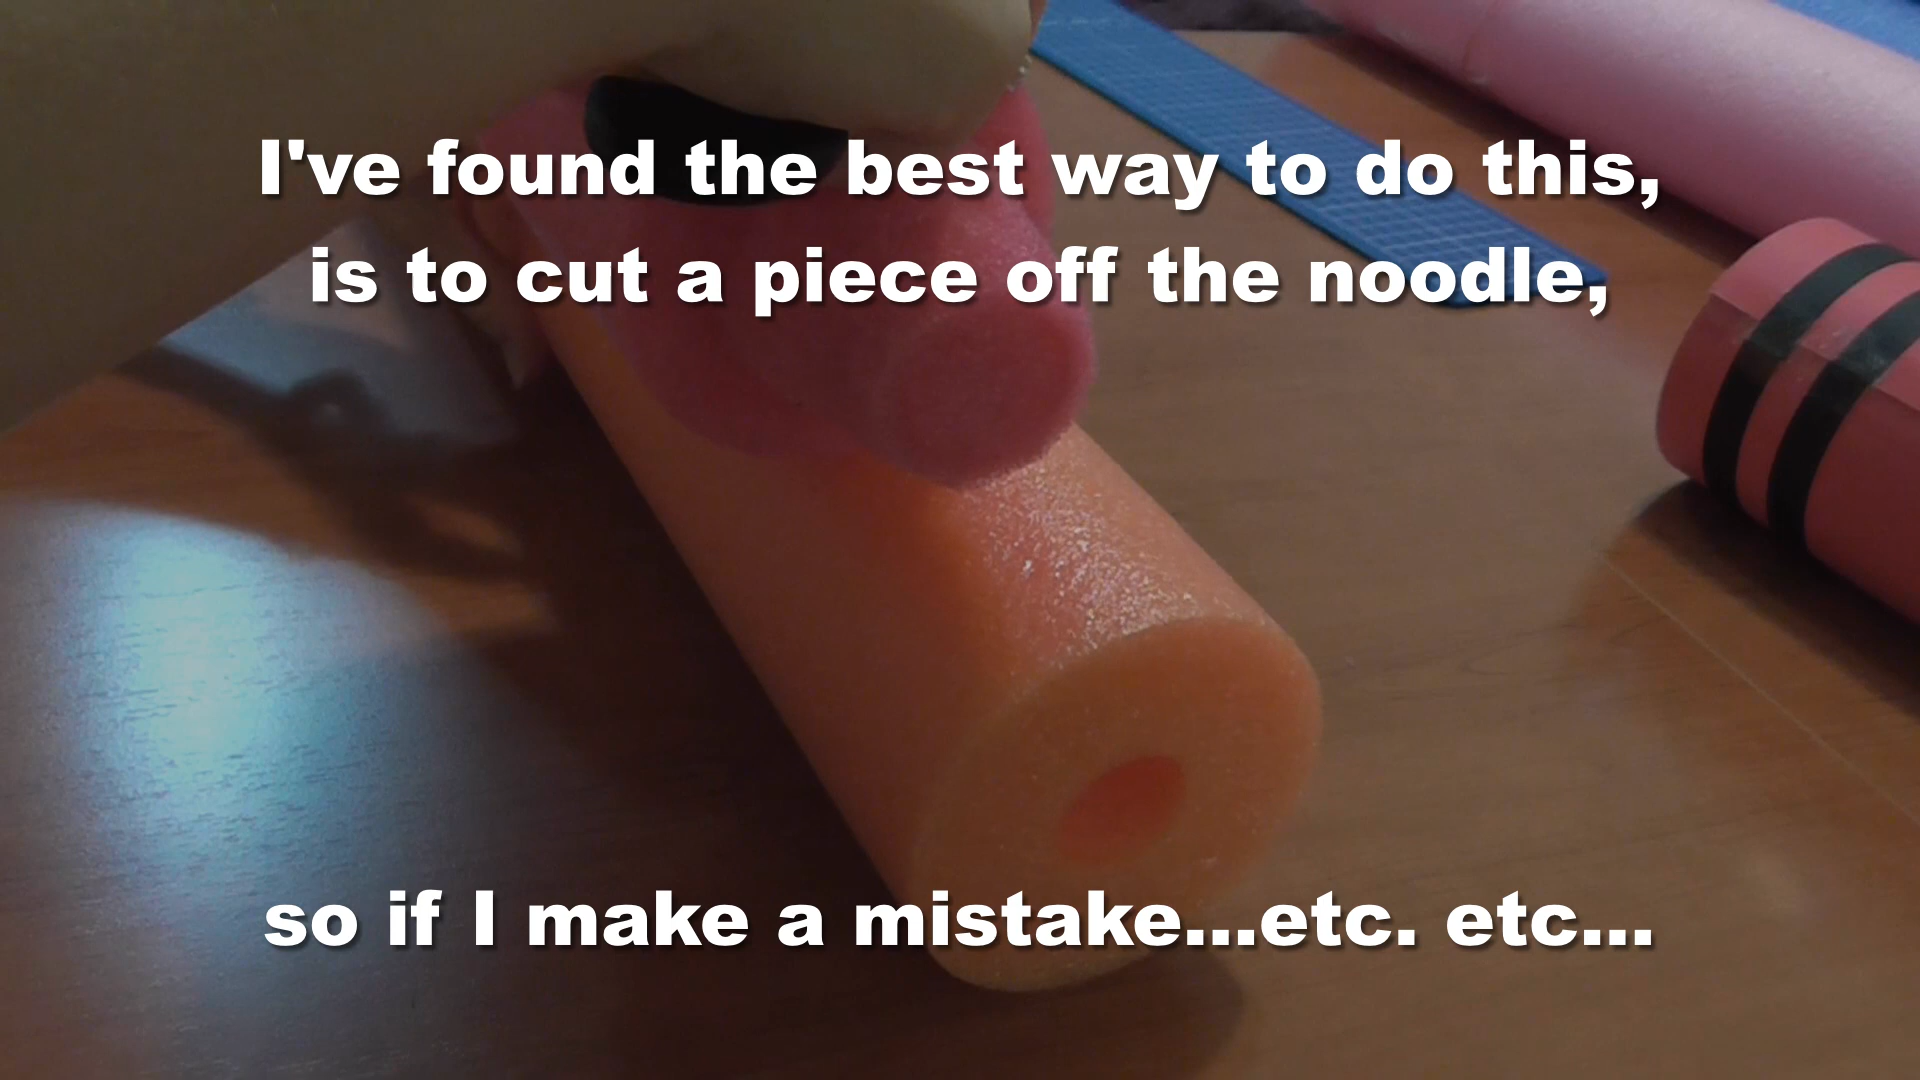 I've found the best way to do this,
is to cut a piece off the noodle,
so if I make a mistake...etc. etc...